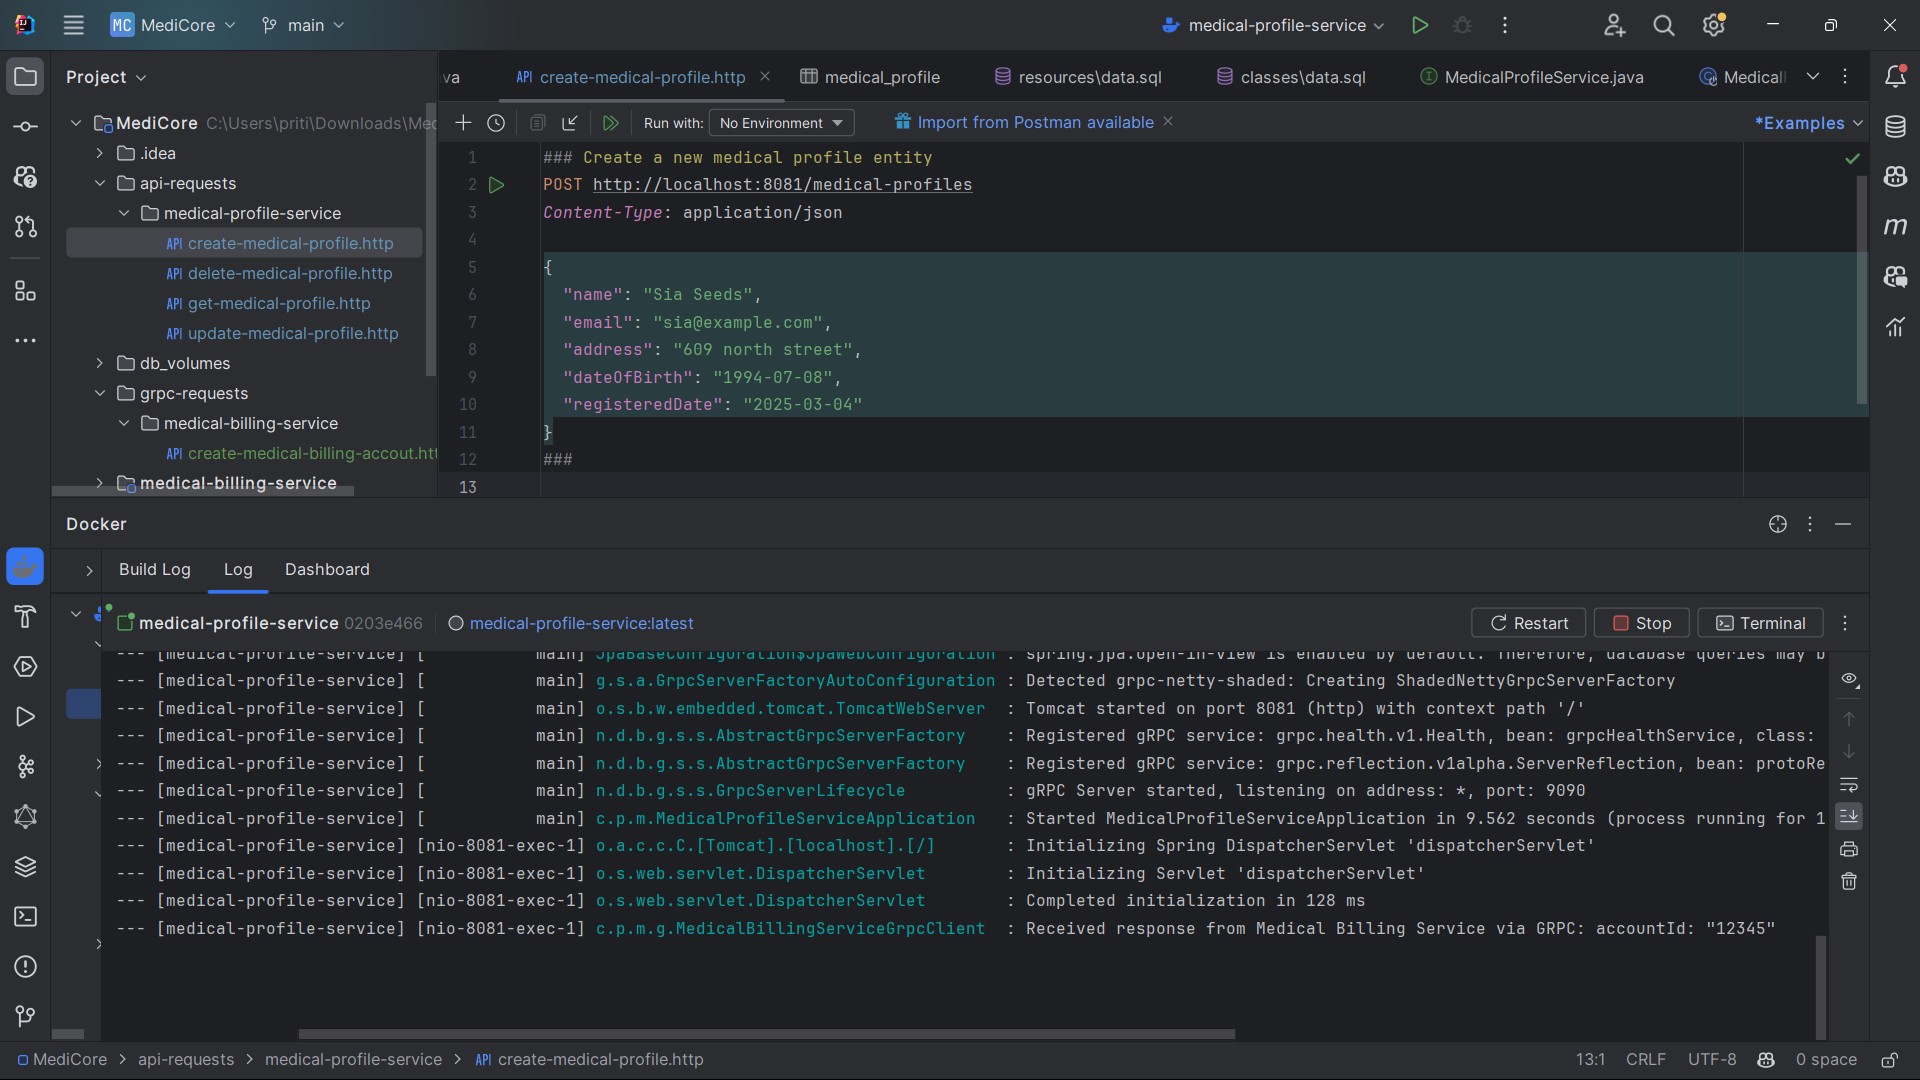 MC MediCore main medical-profile-service
Project
va
API create-medical-profile.http
medical_profile
resources\data.sql
classes\data.sql
MedicalProfileService.java
Medical
Run with: No Environment
Import from Postman available
*Examples
MediCore C:\Users\priti\Downloads\Med
.idea
api-requests
medical-profile-service
API create-medical-profile.http
API delete-medical-profile.http
API get-medical-profile.http
API update-medical-profile.http
db_volumes
grpc-requests
medical-billing-service
API create-medical-billing-accout.htt
medical-billing-service
1 ### Create a new medical profile entity
2 POST http://localhost:8081/medical-profiles
3 Content-Type: application/json
4
5 {
6 "name": "Sia Seeds",
7 "email": "sia@example.com",
8 "address": "609 north street",
9 "dateOfBirth": "1994-07-08",
10 "registeredDate": "2025-03-04"
11 }
12 ###
13
Docker
Build Log Log Dashboard
medical-profile-service 0203e466 medical-profile-service:latest Restart Stop Terminal
--- [medical-profile-service] [ main] JpaBaseConfiguration$JpaWebConfiguration : spring.jpa.open-in-view is enabled by default. Therefore, database queries may b
--- [medical-profile-service] [ main] g.s.a.GrpcServerFactoryAutoConfiguration : Detected grpc-netty-shaded: Creating ShadedNettyGrpcServerFactory
--- [medical-profile-service] [ main] o.s.b.w.embedded.tomcat.TomcatWebServer : Tomcat started on port 8081 (http) with context path '/'
--- [medical-profile-service] [ main] n.d.b.g.s.s.AbstractGrpcServerFactory : Registered gRPC service: grpc.health.v1.Health, bean: grpcHealthService, class:
--- [medical-profile-service] [ main] n.d.b.g.s.s.AbstractGrpcServerFactory : Registered gRPC service: grpc.reflection.v1alpha.ServerReflection, bean: protoRe
--- [medical-profile-service] [ main] n.d.b.g.s.s.GrpcServerLifecycle : gRPC Server started, listening on address: *, port: 9090
--- [medical-profile-service] [ main] c.p.m.MedicalProfileServiceApplication : Started MedicalProfileServiceApplication in 9.562 seconds (process running for 1
--- [medical-profile-service] [nio-8081-exec-1] o.a.c.c.C.[Tomcat].[localhost].[/] : Initializing Spring DispatcherServlet 'dispatcherServlet'
--- [medical-profile-service] [nio-8081-exec-1] o.s.web.servlet.DispatcherServlet : Initializing Servlet 'dispatcherServlet'
--- [medical-profile-service] [nio-8081-exec-1] o.s.web.servlet.DispatcherServlet : Completed initialization in 128 ms
--- [medical-profile-service] [nio-8081-exec-1] c.p.m.g.MedicalBillingServiceGrpcClient : Received response from Medical Billing Service via GRPC: accountId: "12345"
MediCore > api-requests > medical-profile-service > API create-medical-profile.http 13:1 CRLF UTF-8 0 space